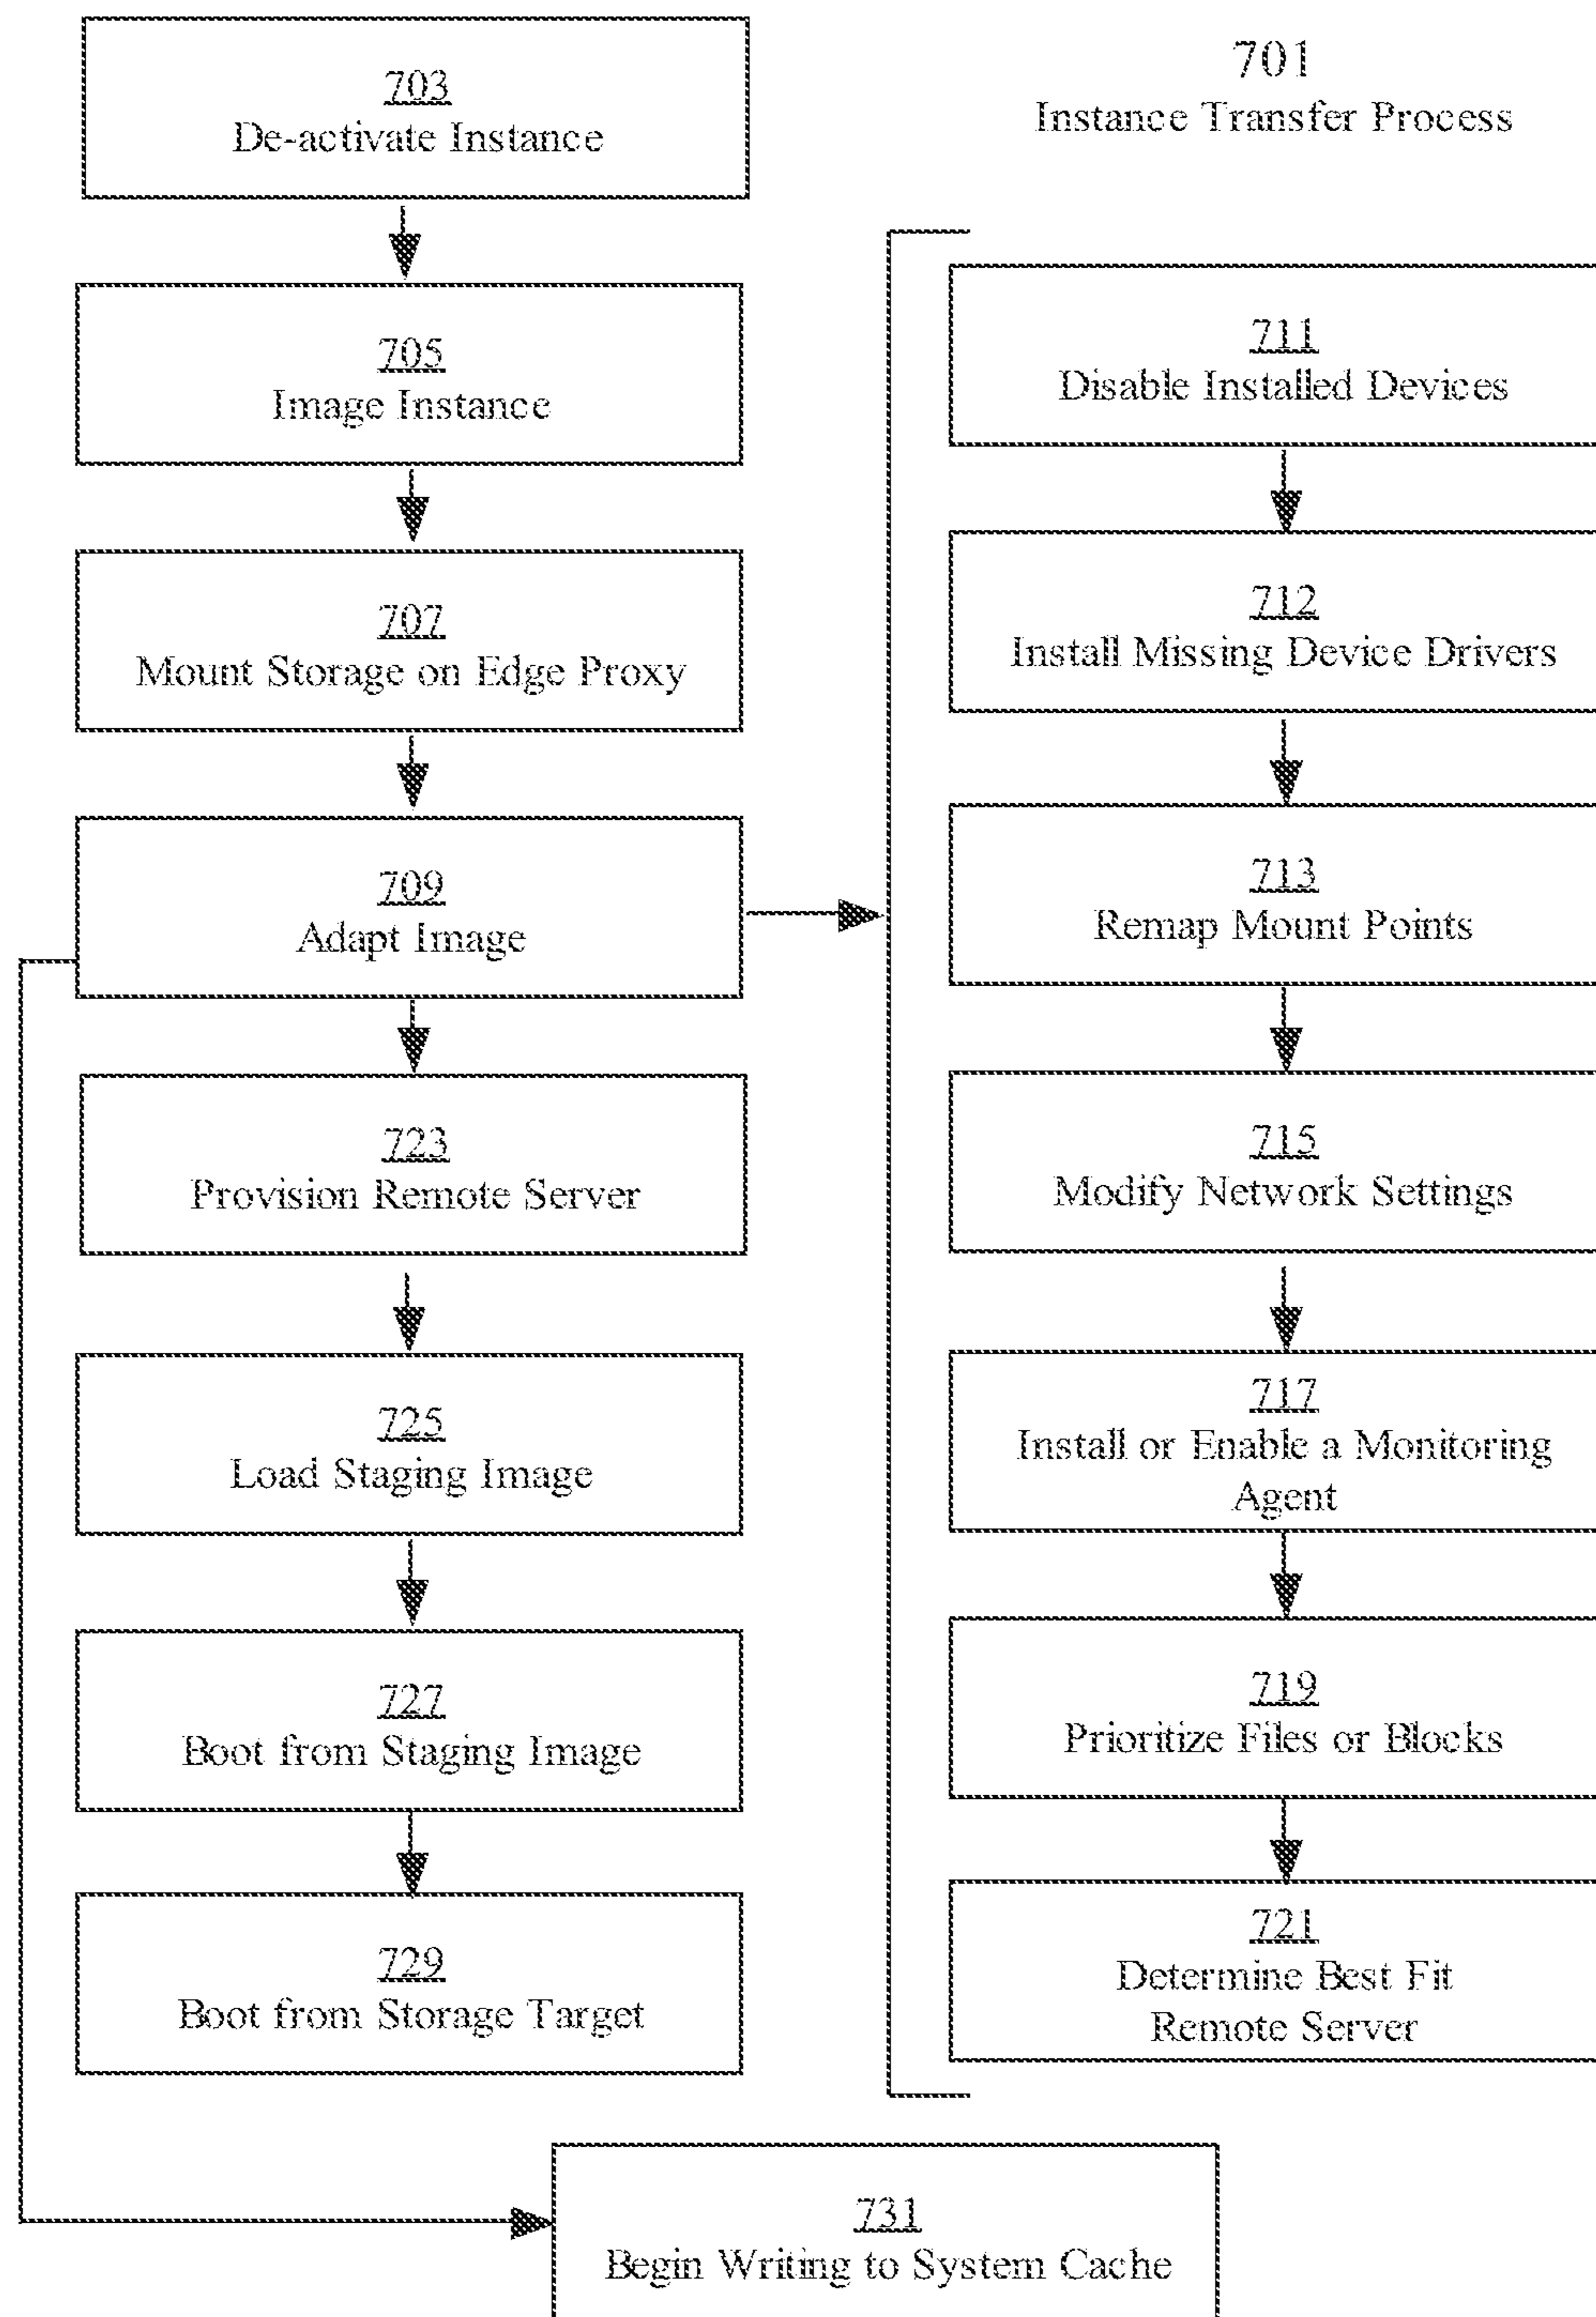 701
Instance Transfer Process
703
De-activate Instance
705
Image Instance
707
Mount Storage on Edge Proxy
709
Adapt Image
723
Provision Remote Server
725
Load Staging Image
727
Boot from Staging Image
729
Boot from Storage Target
711
Disable Installed Devices
712
Install Missing Device Drivers
713
Remap Mount Points
715
Modify Network Settings
717
Install or Enable a Monitoring
Agent
719
Prioritize Files or Blocks
721
Determine Best Fit
Remote Server
731
Begin Writing to System Cache